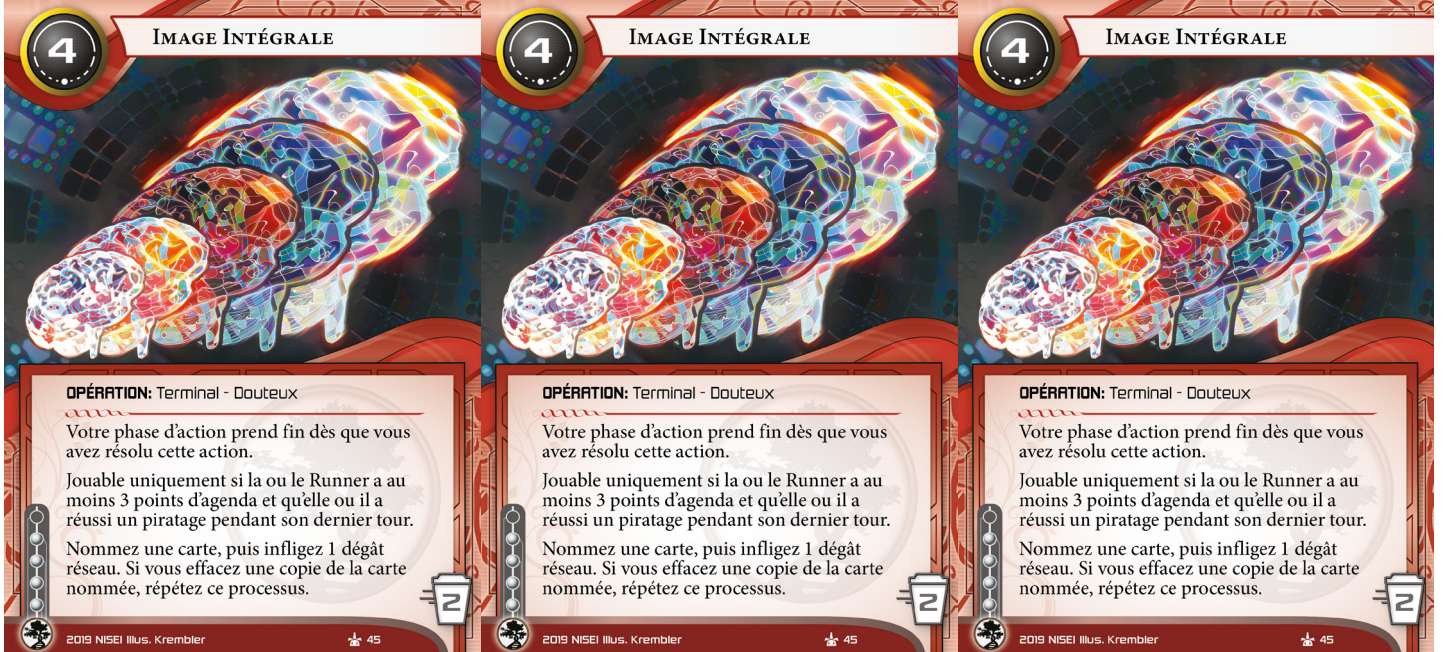 4
Image Intégrale
OPÉRATION: Terminal - Douteux
Votre phase d'action prend fin dès que vous
avez résolu cette action.
Jouable uniquement si la ou le Runner a au
moins 3 points d'agenda et qu'elle ou il a
réussi un piratage pendant son dernier tour.
Nommez une carte, puis infligez 1 dégât
réseau. Si vous effacez une copie de la carte
nommée, répétez ce processus.
2
2019 NISEI Illus. Krembler
45
4
Image Intégrale
OPÉRATION: Terminal - Douteux
Votre phase d'action prend fin dès que vous
avez résolu cette action.
Jouable uniquement si la ou le Runner a au
moins 3 points d'agenda et qu'elle ou il a
réussi un piratage pendant son dernier tour.
Nommez une carte, puis infligez 1 dégât
réseau. Si vous effacez une copie de la carte
nommée, répétez ce processus.
2
2019 NISEI Illus. Krembler
45
4
Image Intégrale
OPÉRATION: Terminal - Douteux
Votre phase d'action prend fin dès que vous
avez résolu cette action.
Jouable uniquement si la ou le Runner a au
moins 3 points d'agenda et qu'elle ou il a
réussi un piratage pendant son dernier tour.
Nommez une carte, puis infligez 1 dégât
réseau. Si vous effacez une copie de la carte
nommée, répétez ce processus.
2
2019 NISEI Illus. Krembler
45